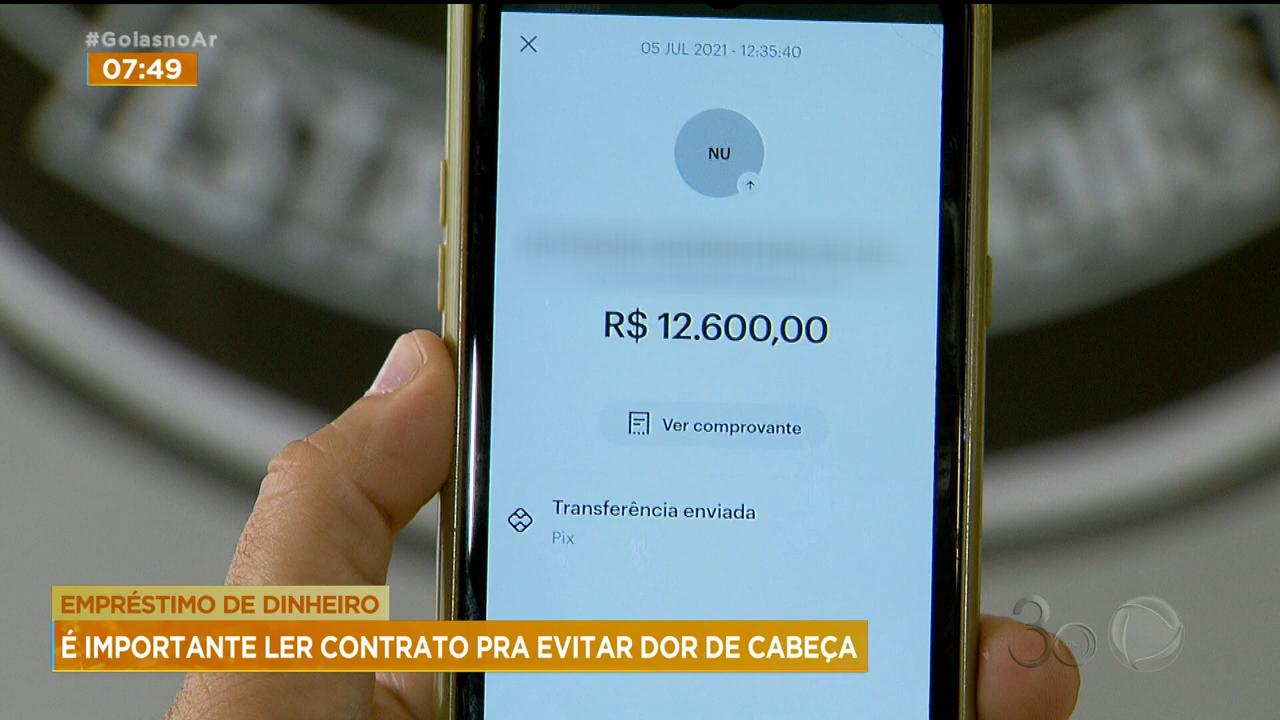 #GoiasnoAr
07:49
05 JUL 2021 - 12:35:40
NU
R$ 12.600,00
Ver comprovante
Transferência enviada
Pix
EMPRÉSTIMO DE DINHEIRO
É IMPORTANTE LER CONTRATO PRA EVITAR DOR DE CABEÇA
30